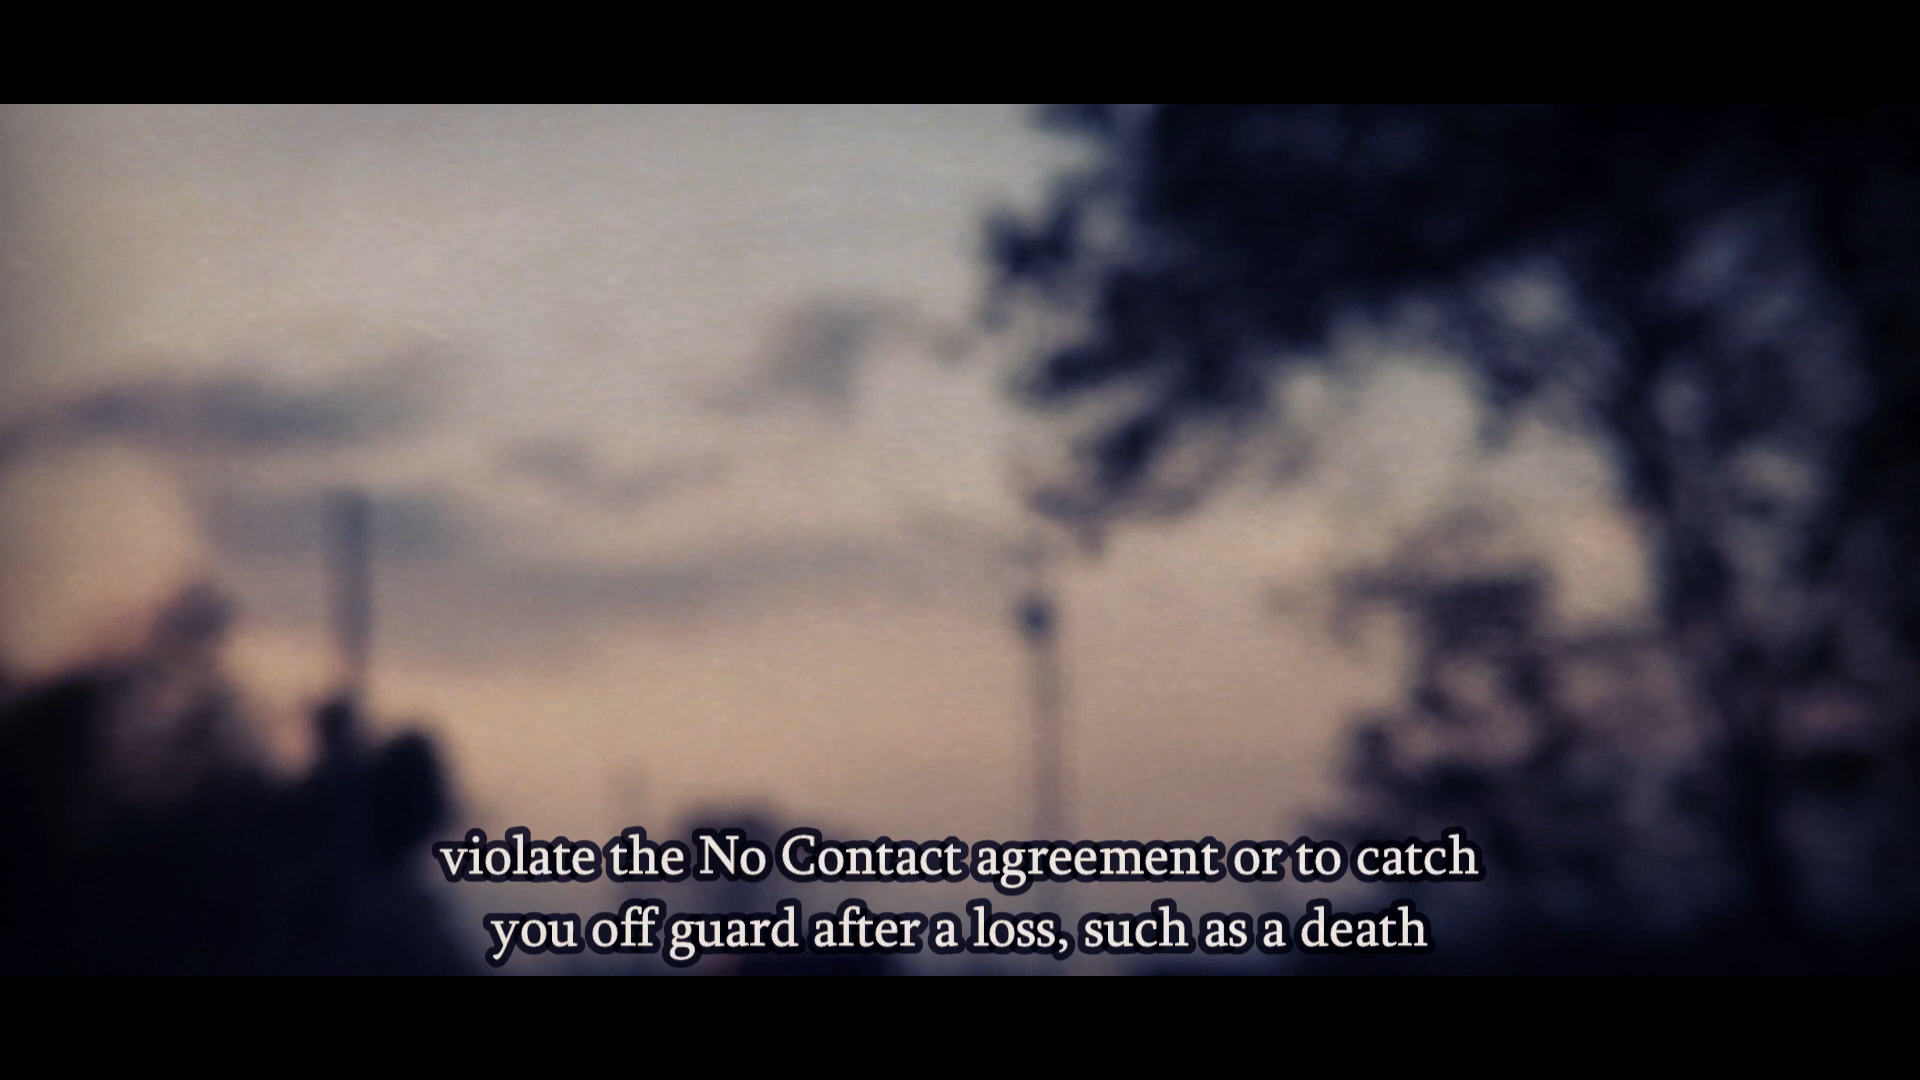 violate the No Contact agreement or to catch
you off guard after a loss, such as a death